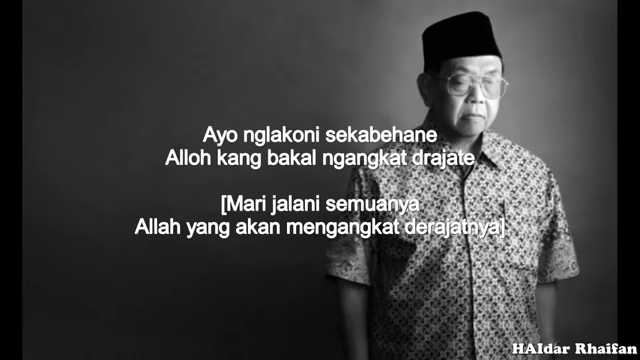 Ayo nglakoni sekabehane
Alloh kang bakal ngangkat drajate
[Mari jalani semuanya
Allah yang akan mengangkat derajatnya]
HAIdar Rhaifan